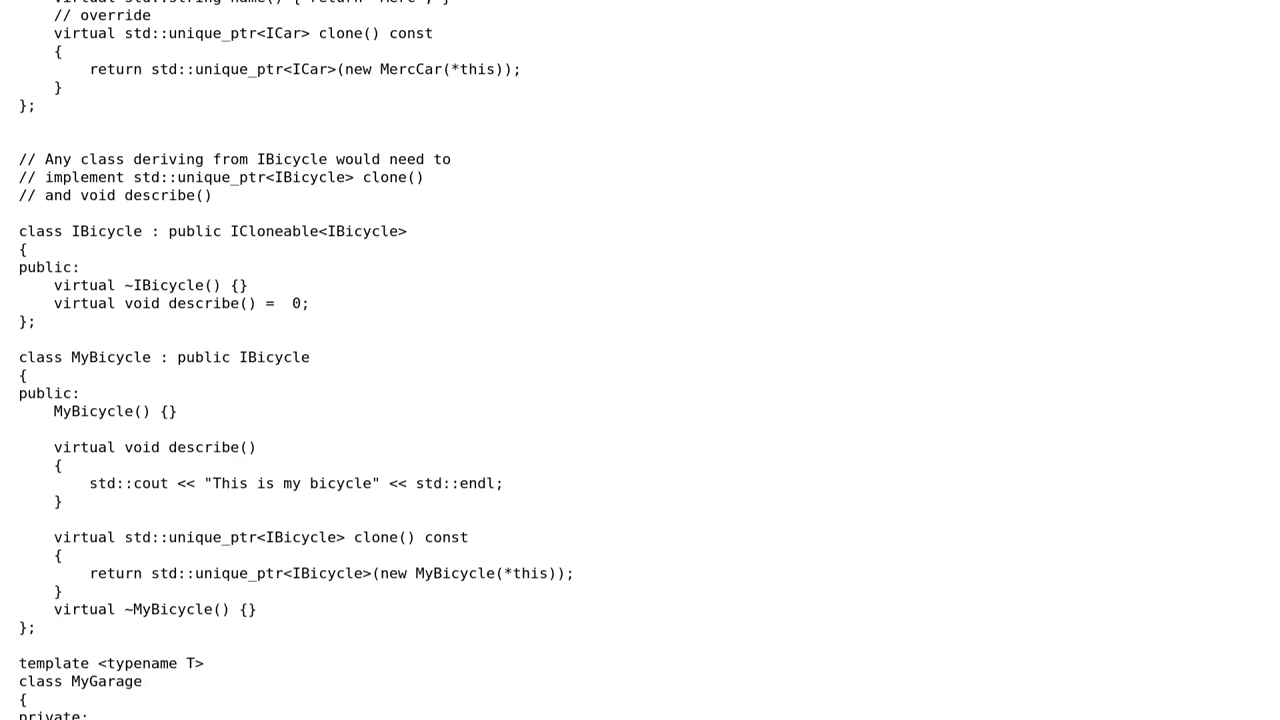 // override
    virtual std::unique_ptr<ICar> clone() const
    {
        return std::unique_ptr<ICar>(new MercCar(*this));
    }
};


// Any class deriving from IBicycle would need to
// implement std::unique_ptr<IBicycle> clone()
// and void describe()

class IBicycle : public ICloneable<IBicycle>
{
public:
    virtual ~IBicycle() {}
    virtual void describe() =  0;
};

class MyBicycle : public IBicycle
{
public:
    MyBicycle() {}

    virtual void describe()
    {
        std::cout << "This is my bicycle" << std::endl;
    }

    virtual std::unique_ptr<IBicycle> clone() const
    {
        return std::unique_ptr<IBicycle>(new MyBicycle(*this));
    }
    virtual ~MyBicycle() {}
};

template <typename T>
class MyGarage
{
private: